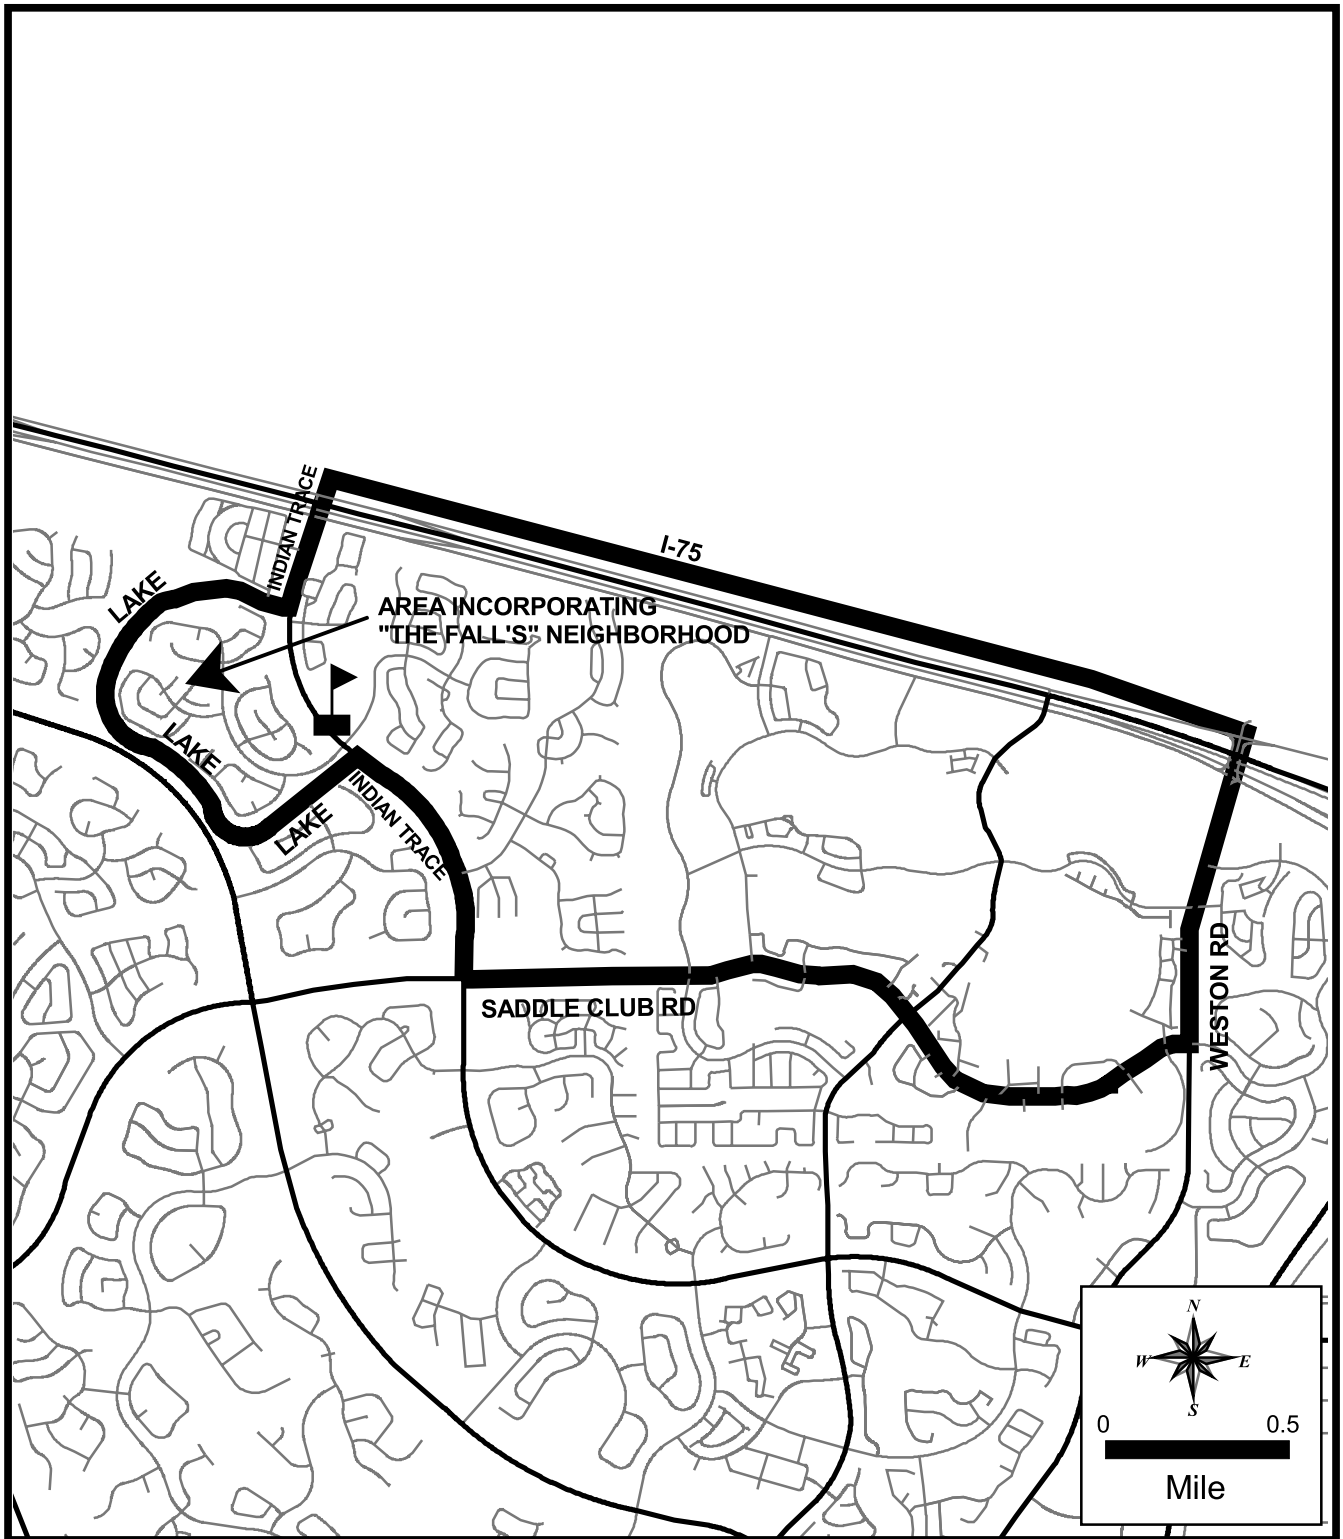 INDIAN TRACE
I-75
LAKE
AREA INCORPORATING
"THE FALL'S" NEIGHBORHOOD
LAKE
LAKE
INDIAN TRACE
WESTON RD
SADDLE CLUB RD
N
W E
S
0 0.5
Mile